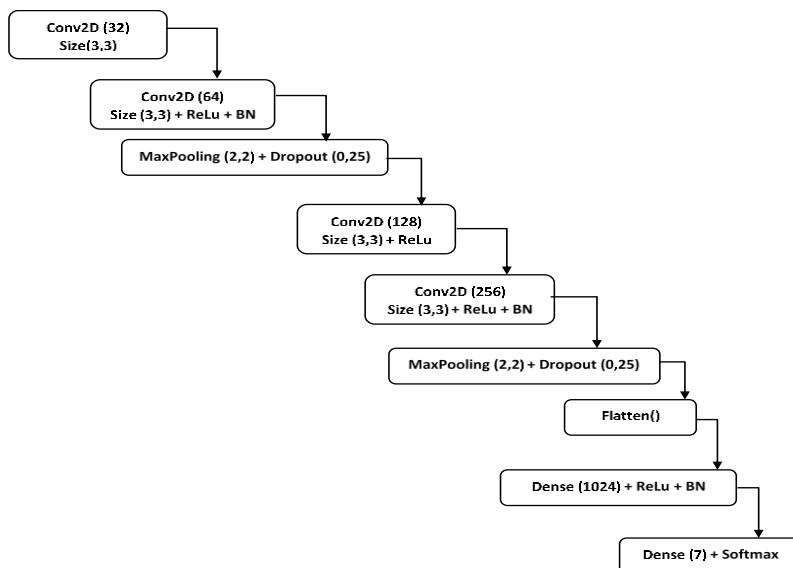 Conv2D (32)
Size(3,3)
Conv2D (64)
Size (3,3) + ReLu + BN
MaxPooling (2,2) + Dropout (0,25)
Conv2D (128)
Size (3,3) + ReLu
Conv2D (256)
Size (3,3) + ReLu + BN
MaxPooling (2,2) + Dropout (0,25)
Flatten()
Dense (1024) + ReLu + BN
Dense (7) + Softmax